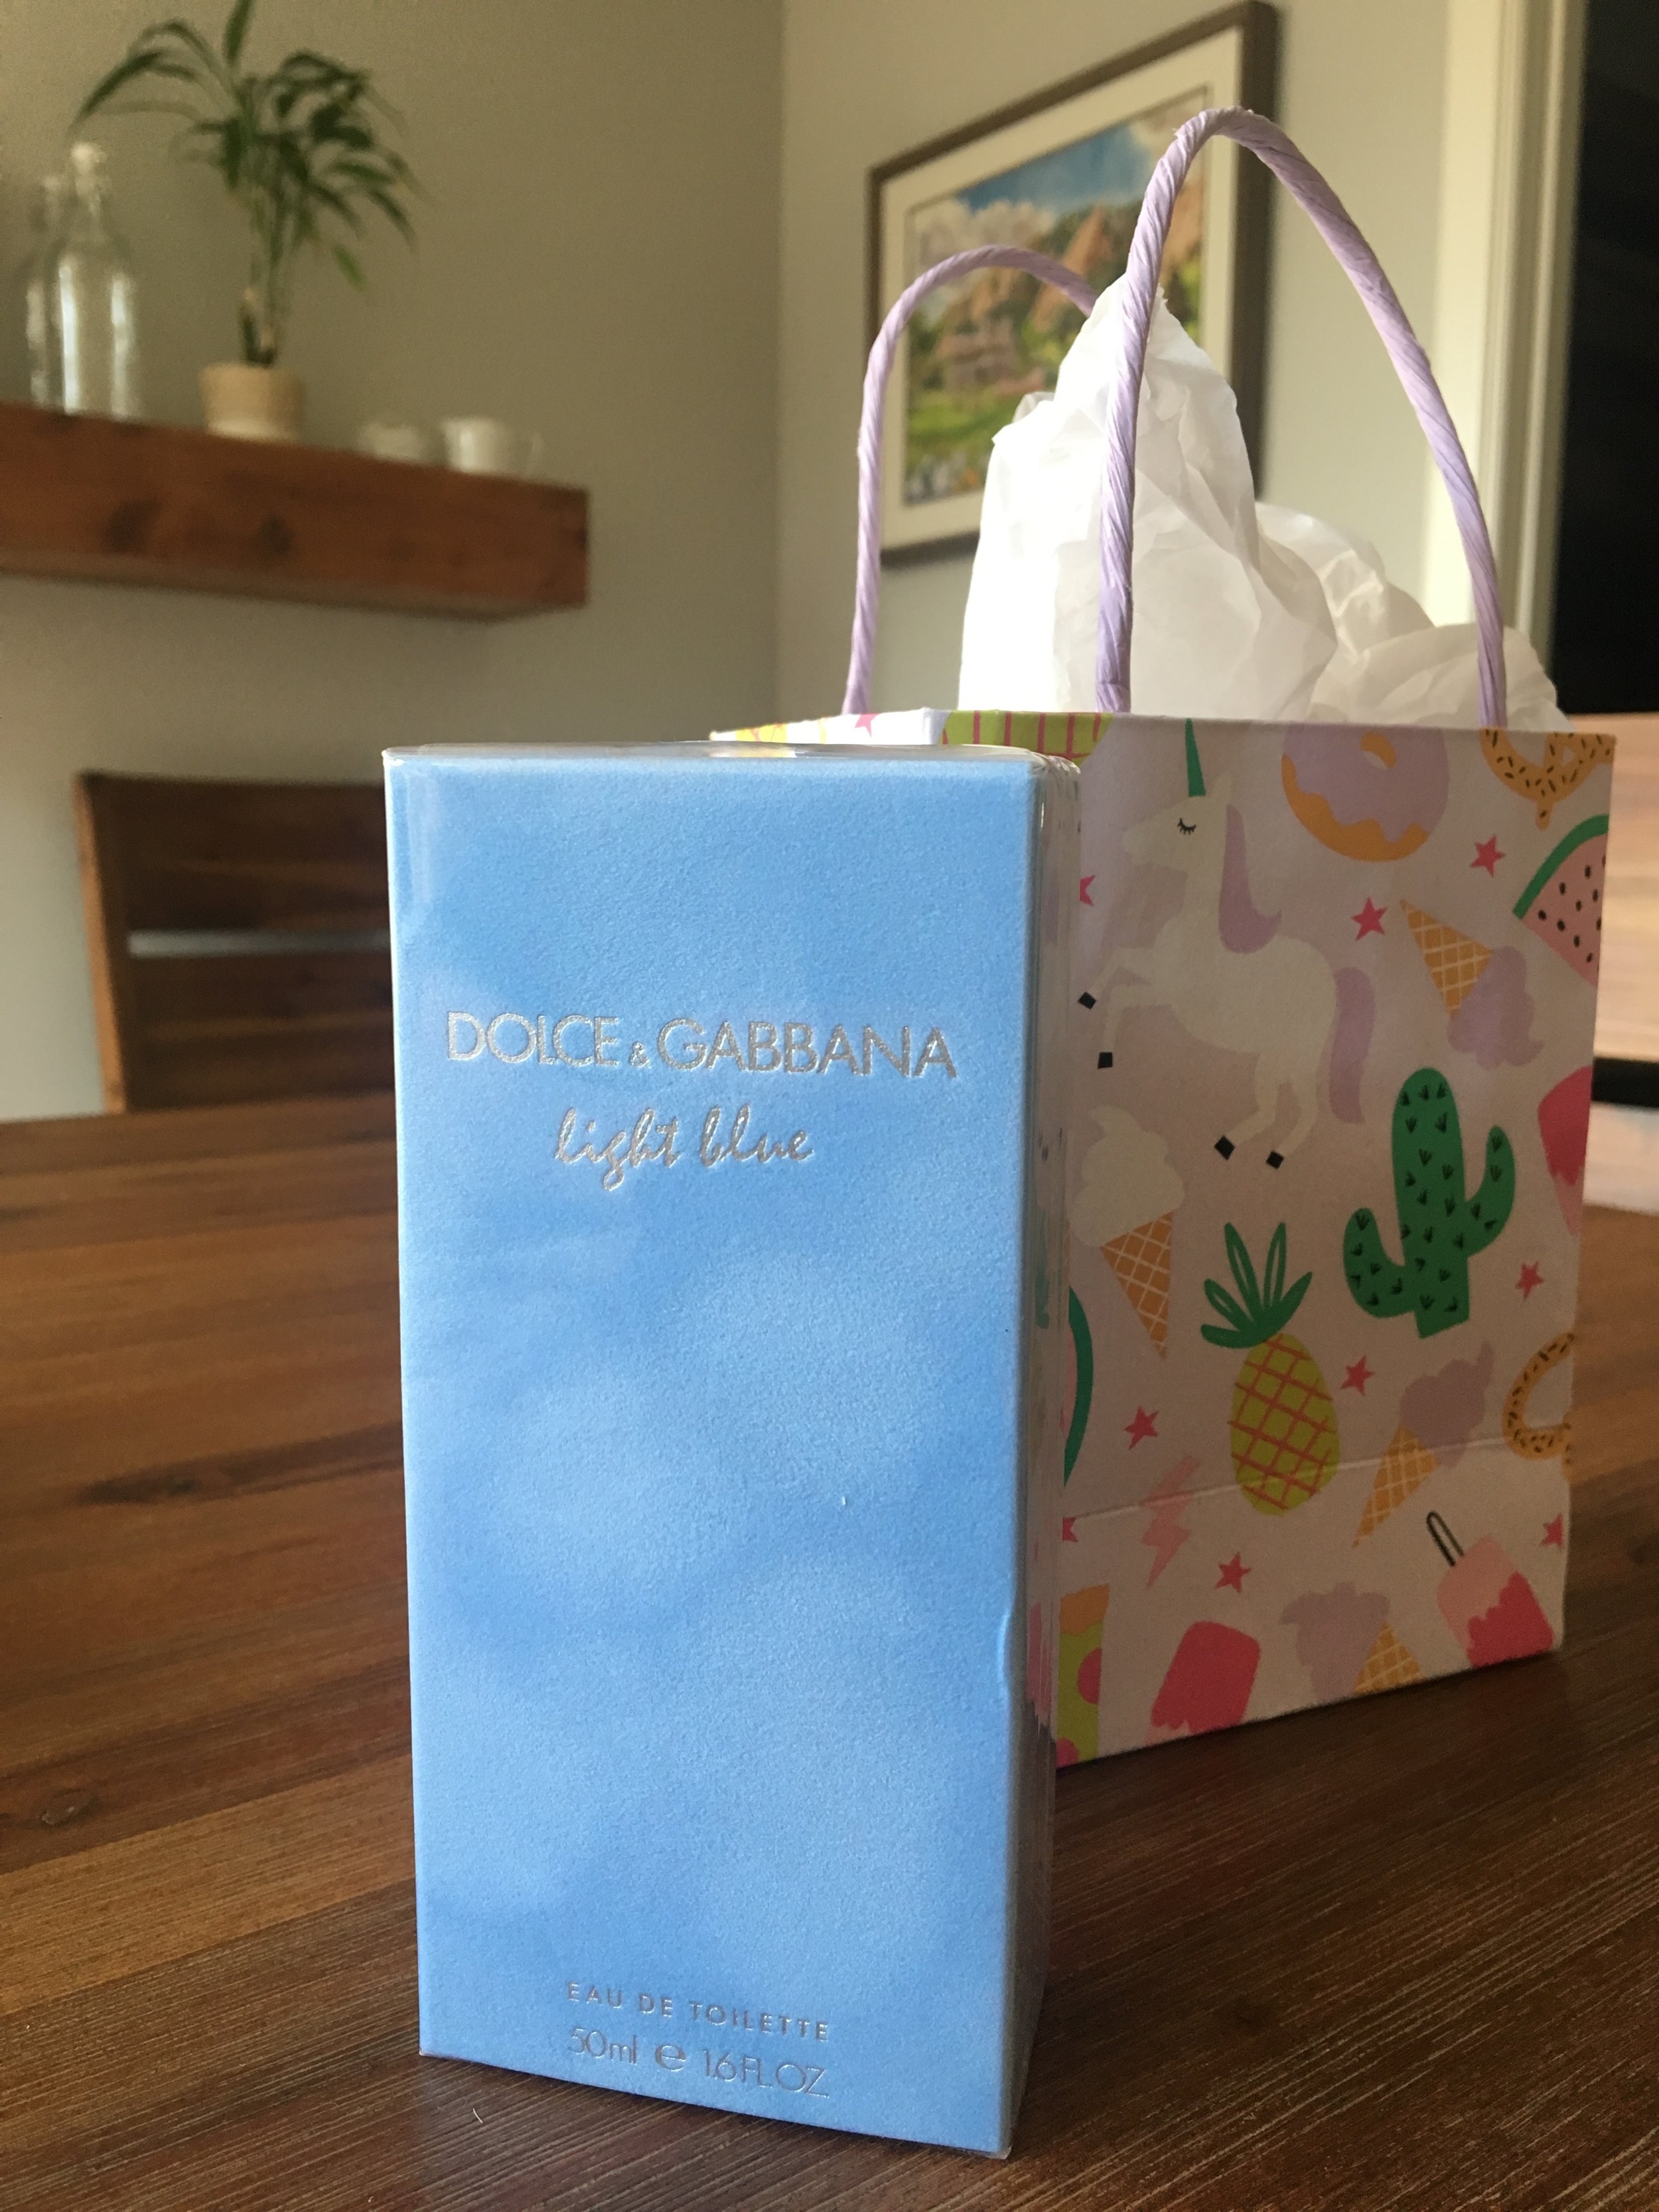 DOLCE & GABBANA
light blue
EAU DE TOILETTE
50ml e 1.6 FL.OZ